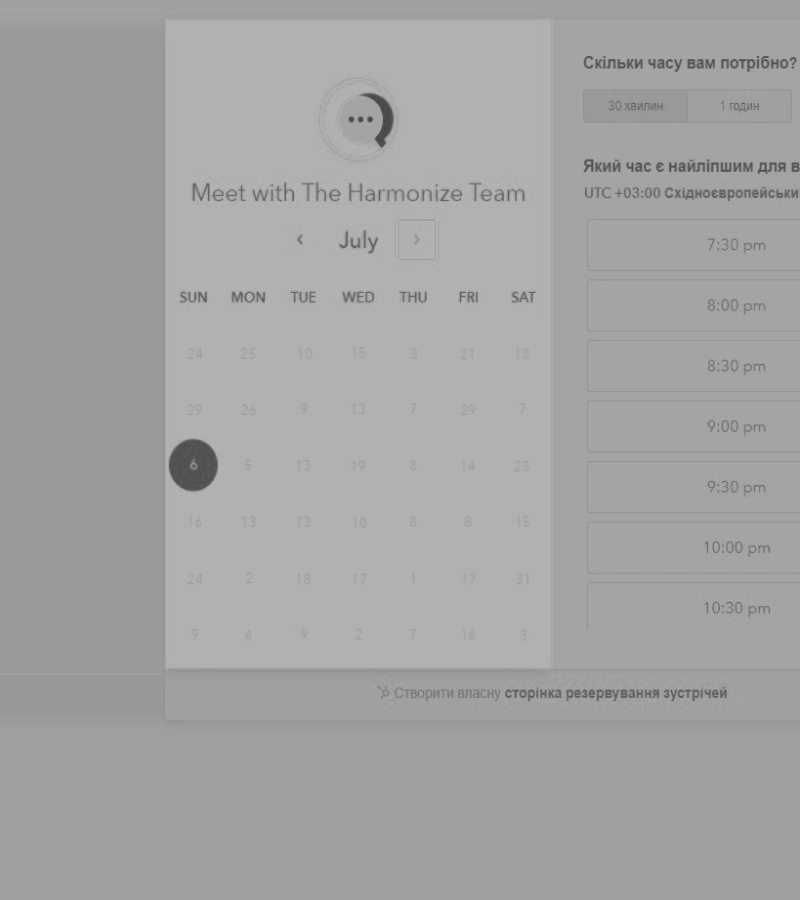 Meet with The Harmonize Team
July
SUN MON TUE WED THU FRI SAT
24 25 10 15 3 21 18
29 26 9 13 7 29 7
6 5 13 19 8 14 25
16 13 13 10 8 8 15
24 2 18 17 1 17 31
9 4 9 2 7 16 3
Скільки часу вам потрібно?
30 хвилин 1 годин
Який час є найліпшим для в
UTC +03:00 Східноєвропейськи
7:30 pm
8:00 pm
8:30 pm
9:00 pm
9:30 pm
10:00 pm
10:30 pm
Створити власну сторінка резервування зустрічей